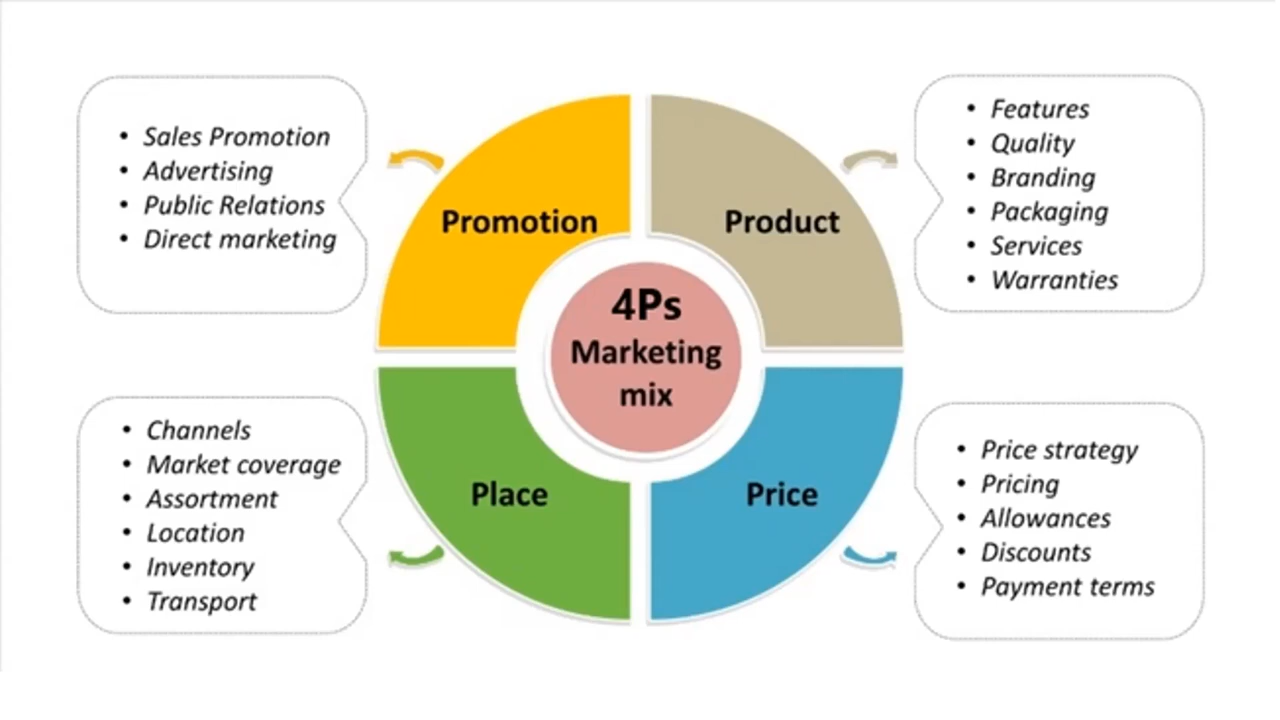 • Sales Promotion
• Advertising
• Public Relations
• Direct marketing
Promotion
Product
• Features
• Quality
• Branding
• Packaging
• Services
• Warranties
4Ps
Marketing
mix
• Channels
• Market coverage
• Assortment
• Location
• Inventory
• Transport
Place
Price
• Price strategy
• Pricing
• Allowances
• Discounts
• Payment terms